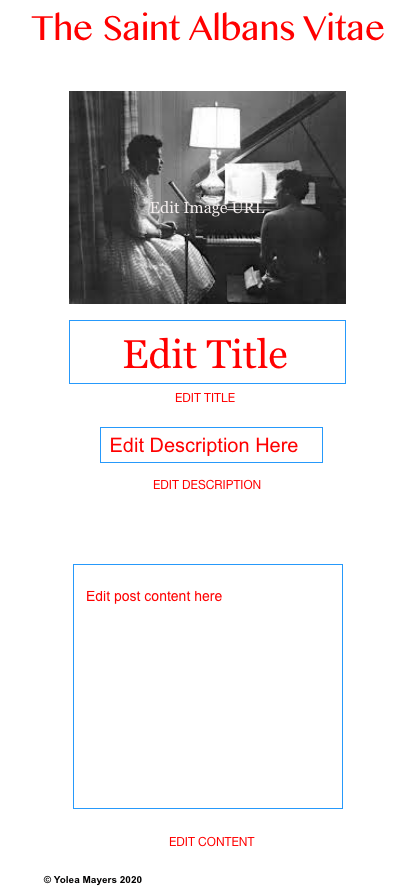 The Saint Albans Vitae
Edit Image URL
Edit Title
EDIT TITLE
Edit Description Here
EDIT DESCRIPTION
Edit post content here
EDIT CONTENT
© Yolea Mayers 2020